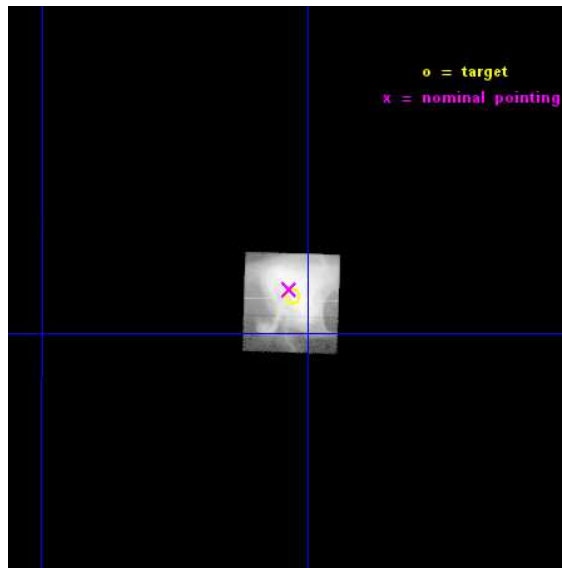 o = target
x = nominal pointing